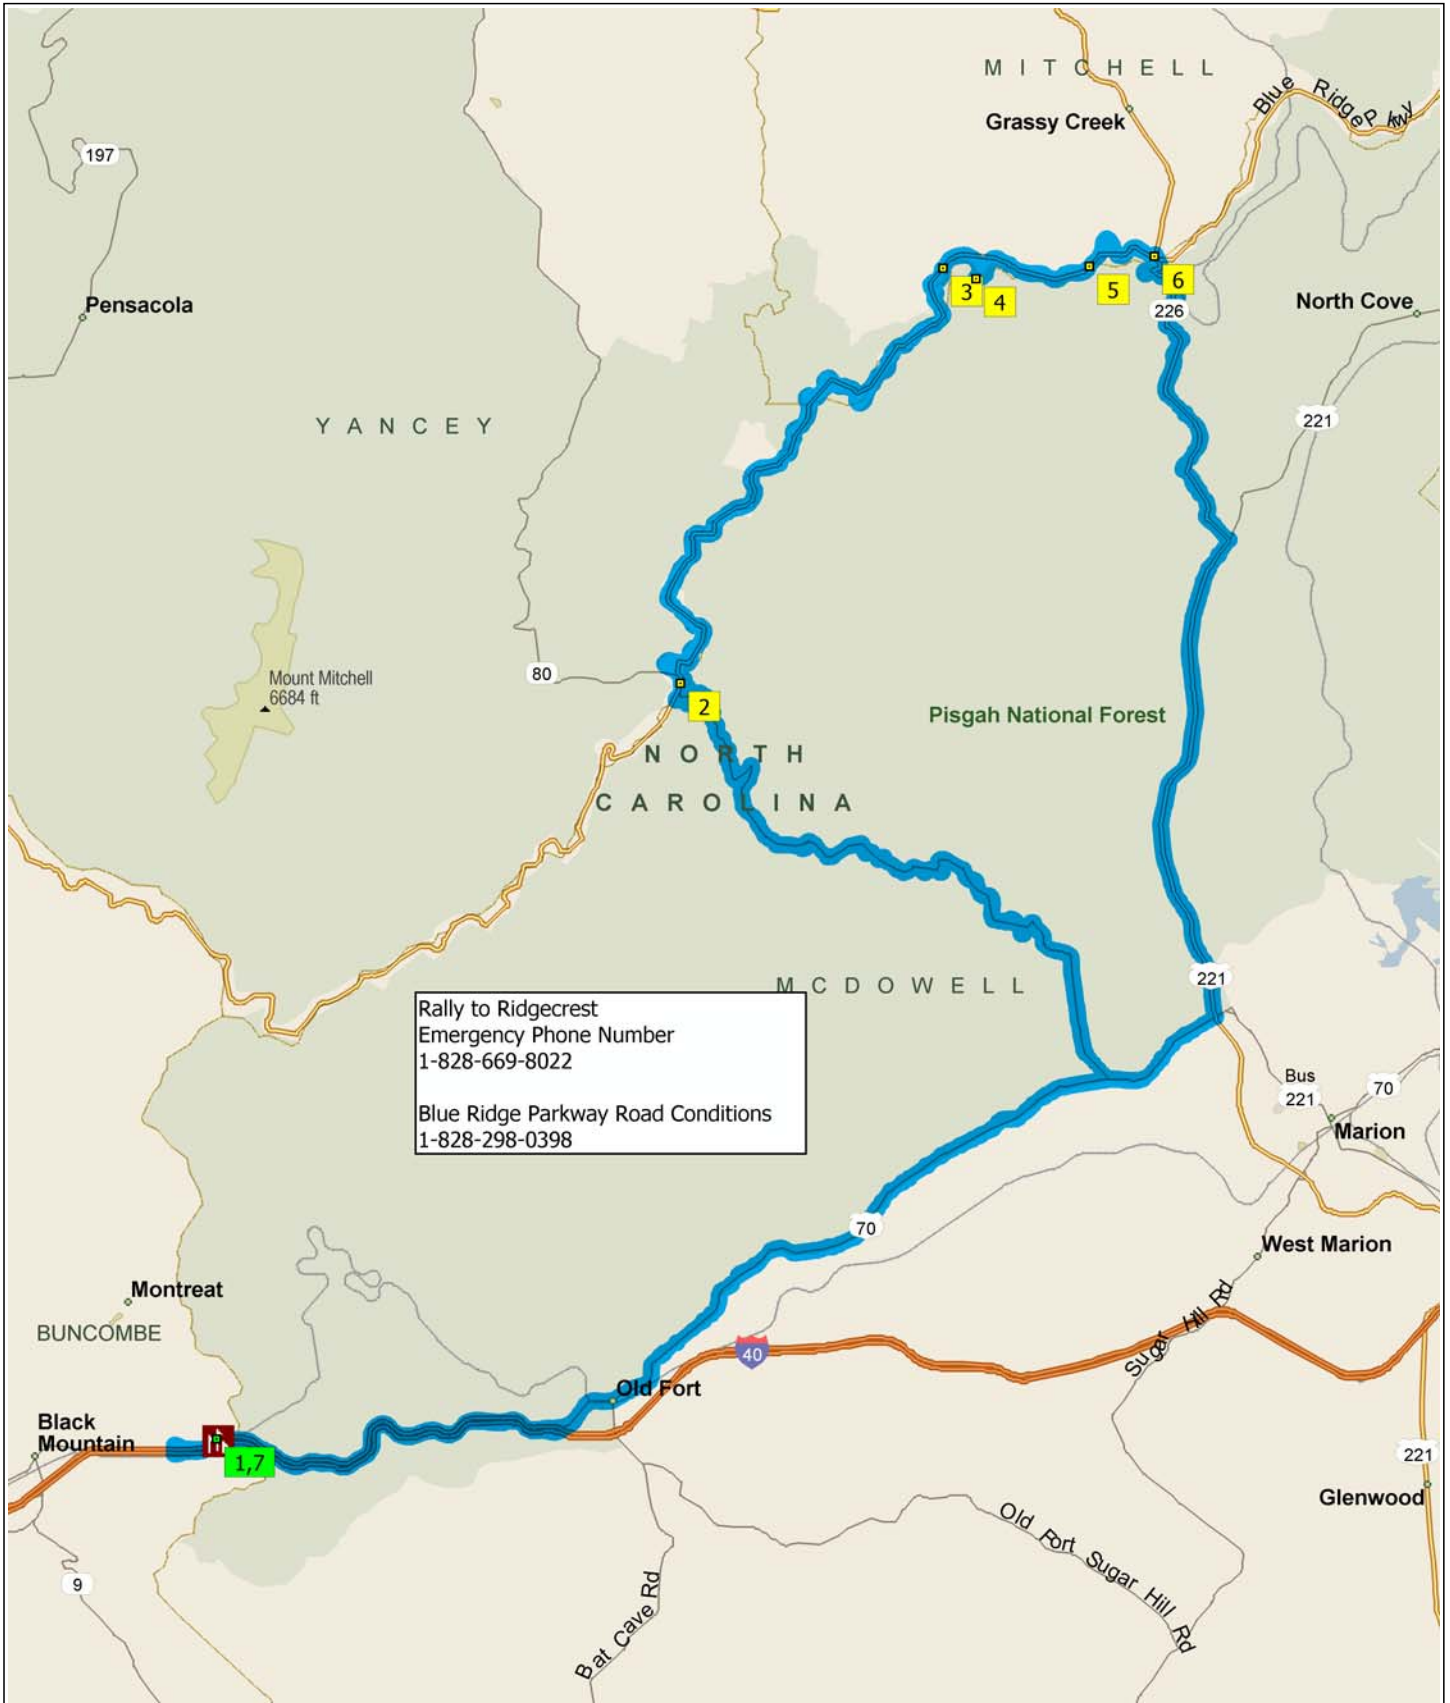 MITCHELL
Blue Ridge Pkwy
Grassy Creek
197
Pensacola
3
4
5
6
226
North Cove
221
YANCEY
Mount Mitchell
6684 ft
80
2
Pisgah National Forest
NORTH
CAROLINA
MCDOWELL
221
Rally to Ridgecrest
Emergency Phone Number
1-828-669-8022
Blue Ridge Parkway Road Conditions
1-828-298-0398
Bus
221
70
Marion
70
West Marion
Montreat
BUNCOMBE
Sugar Hill Rd
40
Old Fort
Black
Mountain
1,7
221
Glenwood
Old Fort Sugar Hill Rd
9
Bat Cave Rd